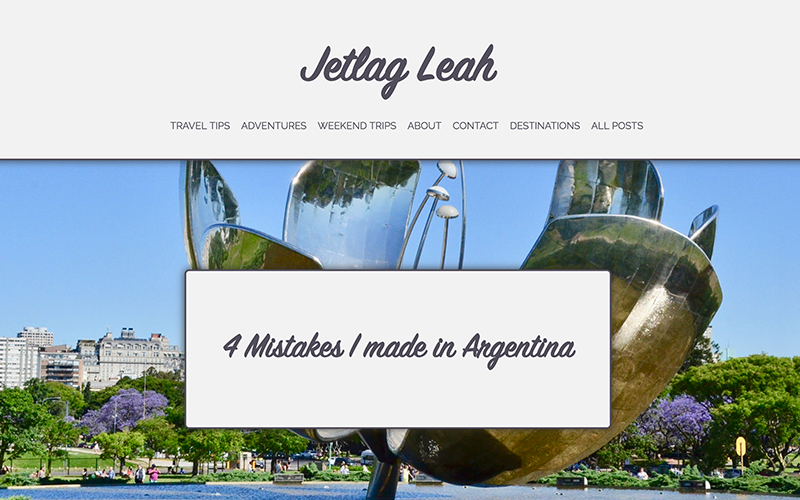 Jetlag Leah
TRAVEL TIPS ADVENTURES WEEKEND TRIPS ABOUT CONTACT DESTINATIONS ALL POSTS
4 Mistakes I made in Argentina